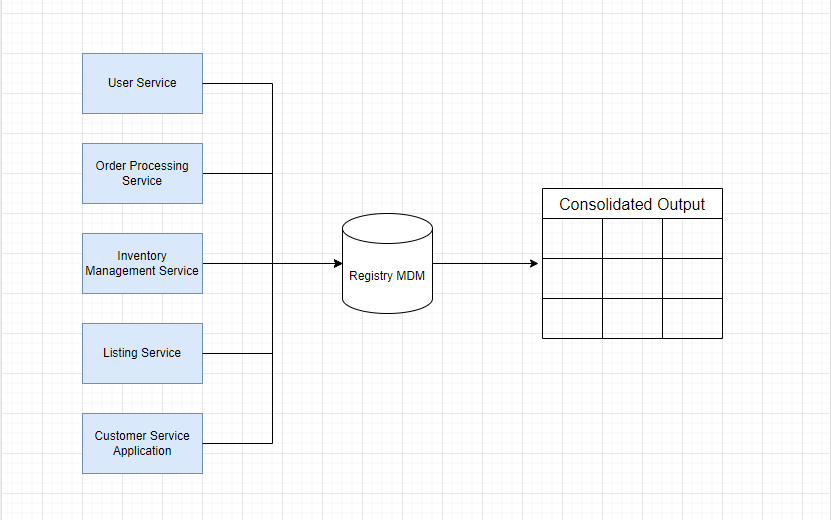 User Service
Order Processing
Service
Inventory
Management Service
Listing Service
Customer Service
Application
Registry MDM
Consolidated Output